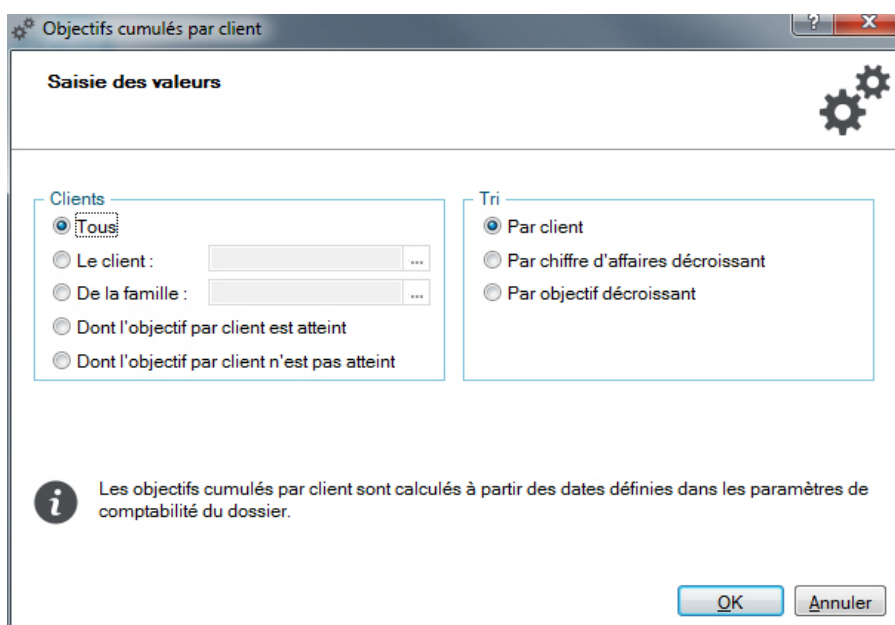 Objectifs cumulés par client
? X
Saisie des valeurs
Clients
Tous
Le client : ...
De la famille : ...
Dont l'objectif par client est atteint
Dont l'objectif par client n'est pas atteint
Tri
Par client
Par chiffre d'affaires décroissant
Par objectif décroissant
i
Les objectifs cumulés par client sont calculés à partir des dates définies dans les paramètres de
comptabilité du dossier.
OK
Annuler